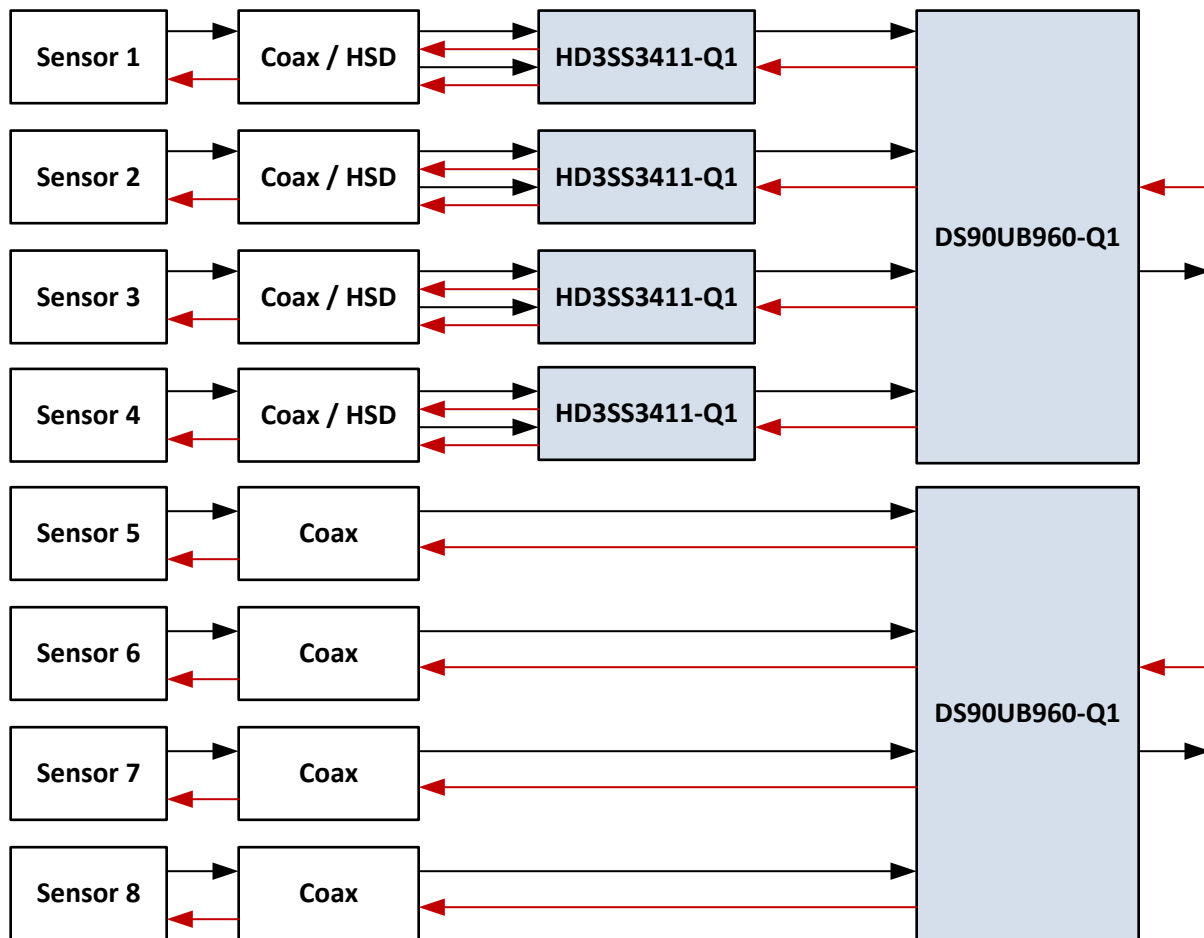 Sensor 1
Coax / HSD
HD3SS3411-Q1
Sensor 2
Coax / HSD
HD3SS3411-Q1
DS90UB960-Q1
Sensor 3
Coax / HSD
HD3SS3411-Q1
Sensor 4
Coax / HSD
HD3SS3411-Q1
Sensor 5
Coax
Sensor 6
Coax
DS90UB960-Q1
Sensor 7
Coax
Sensor 8
Coax